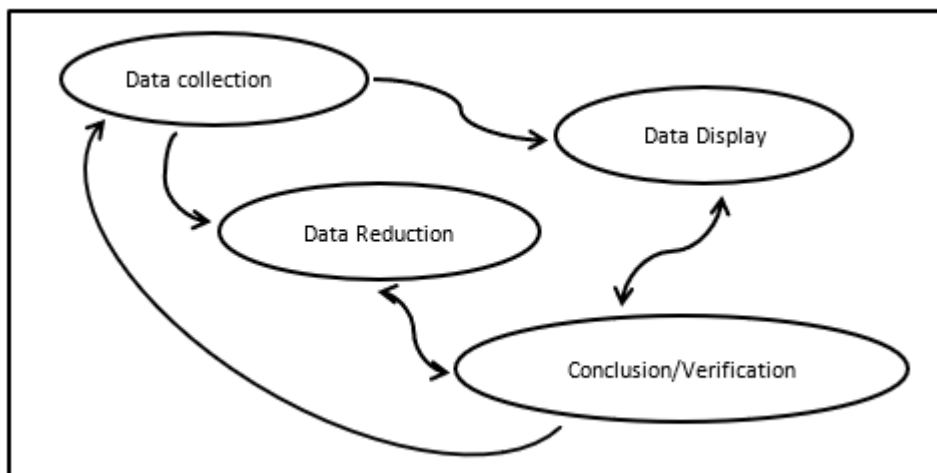 Data collection
Data Display
Data Reduction
Conclusion/Verification